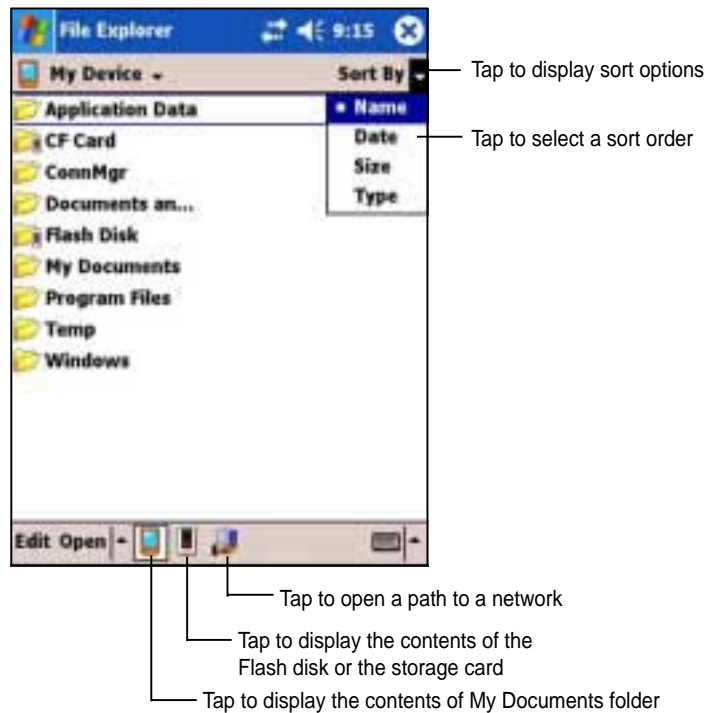 File Explorer 9:15
My Device Sort By
Tap to display sort options
Application Data
Name
CF Card
Date
Tap to select a sort order
ConnMgr
Size
Documents an...
Type
Flash Disk
My Documents
Program Files
Temp
Windows
Edit Open
Tap to open a path to a network
Tap to display the contents of the
Flash disk or the storage card
Tap to display the contents of My Documents folder